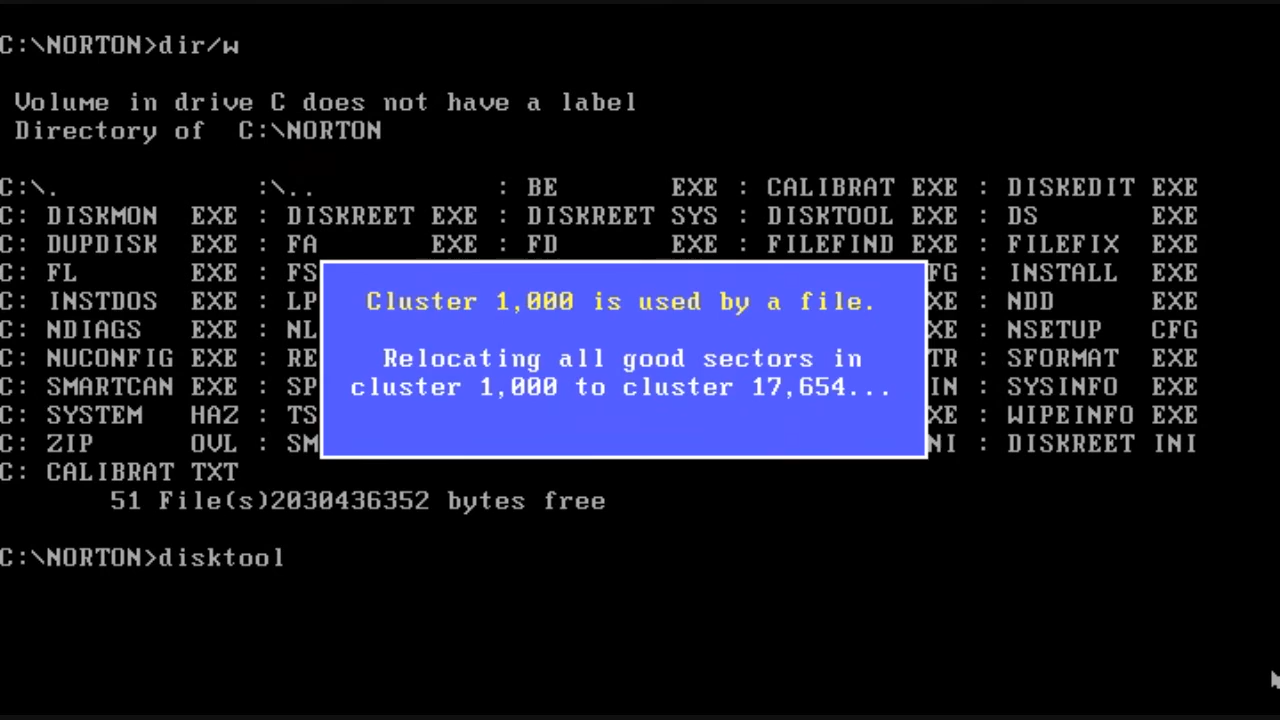 C:\NORTON>dir/w
Volume in drive C does not have a label
Directory of  C:\NORTON
C:\.             :\..            : BE       EXE : CALIBRAT EXE : DISKEDIT EXE
C: DISKMON  EXE : DISKREET EXE : DISKREET SYS : DISKTOOL EXE : DS       EXE
C: DUPDISK  EXE : FA       EXE : FD       EXE : FILEFIND EXE : FILEFIX  EXE
C: FL       EXE : FS FG : INSTALL  EXE
Cluster 1,000 is used by a file.
C: INSTDOS  EXE : LP XE : NDD      EXE
C: NDIAGS   EXE : NL XE : NSETUP   CFG
Relocating all good sectors in
C: NUCONFIG EXE : RE TR : SFORMAT  EXE
cluster 1,000 to cluster 17,654...
C: SMARTCAN EXE : SP IN : SYSINFO  EXE
C: SYSTEM   HAZ : TS XE : WIPEINFO EXE
C: ZIP      OVL : SM NI : DISKREET INI
C: CALIBRAT TXT
51 File(s)2030436352 bytes free
C:\NORTON>disktool